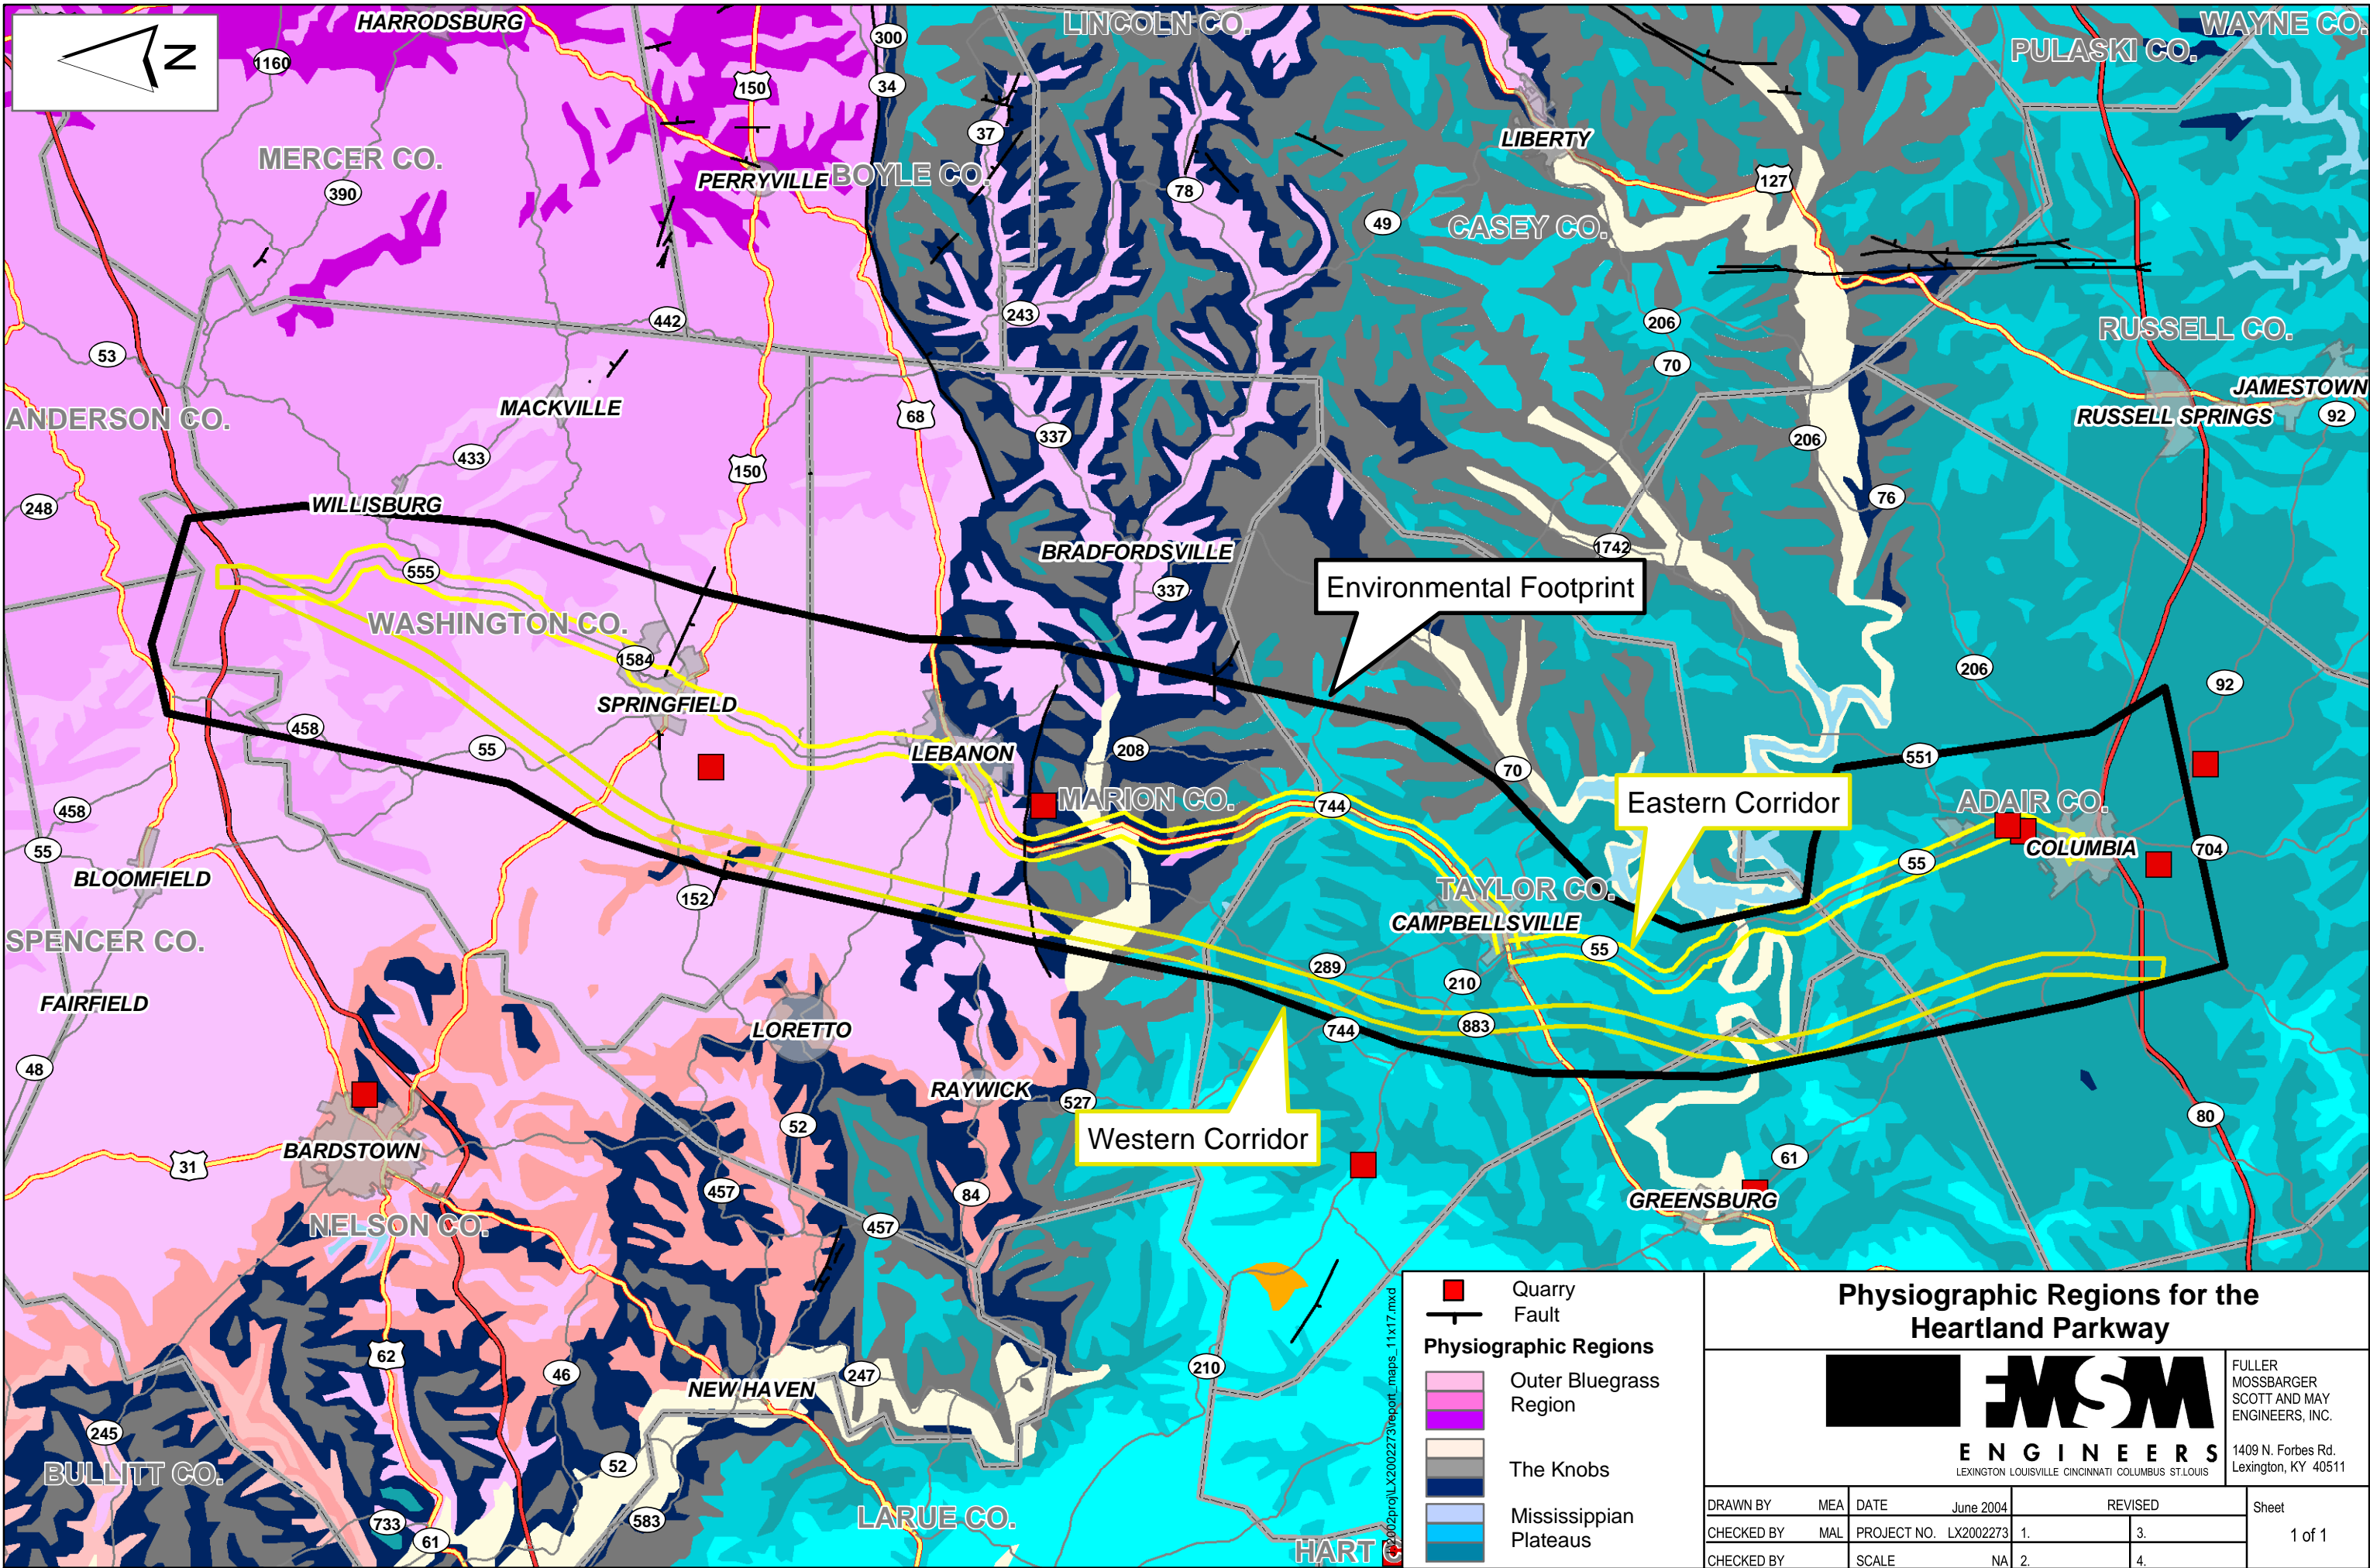 N
HARRODSBURG
LINCOLN CO.
WAYNE CO.
PULASKI CO.
1160
300
34
150
37
MERCER CO.
390
PERRYVILLE
BOYLE CO.
78
LIBERTY
127
49
CASEY CO.
442
243
206
70
RUSSELL CO.
53
MACKVILLE
ANDERSON CO.
68
337
206
JAMESTOWN
RUSSELL SPRINGS
92
433
150
248
WILLISBURG
76
BRADFORDSVILLE
1742
555
337
Environmental Footprint
WASHINGTON CO.
1584
206
92
SPRINGFIELD
458
55
LEBANON
208
70
551
458
MARION CO.
744
Eastern Corridor
ADAIR CO.
55
BLOOMFIELD
152
55
COLUMBIA
704
TAYLOR CO.
CAMPBELLSVILLE
SPENCER CO.
55
289
210
FAIRFIELD
LORETTO
744
883
48
RAYWICK
527
80
52
Western Corridor
BARDSTOWN
31
61
457
84
GREENSBURG
NELSON CO.
457
62
46
247
210
NEW HAVEN
245
BULLITT CO.
52
583
LARUE CO.
733
61
HART C
Quarry
Fault
Physiographic Regions
Outer Bluegrass
Region
The Knobs
Mississippian
Plateaus
2002proj\LX2002273\report_maps_11x17.mxd
Physiographic Regions for the
Heartland Parkway
FMSM
ENGINEERS
LEXINGTON LOUISVILLE CINCINNATI COLUMBUS ST.LOUIS
FULLER
MOSSBARGER
SCOTT AND MAY
ENGINEERS, INC.
1409 N. Forbes Rd.
Lexington, KY 40511
DRAWN BY MEA DATE June 2004 REVISED
CHECKED BY MAL PROJECT NO. LX2002273 1. 3.
CHECKED BY SCALE NA 2. 4.
Sheet
1 of 1